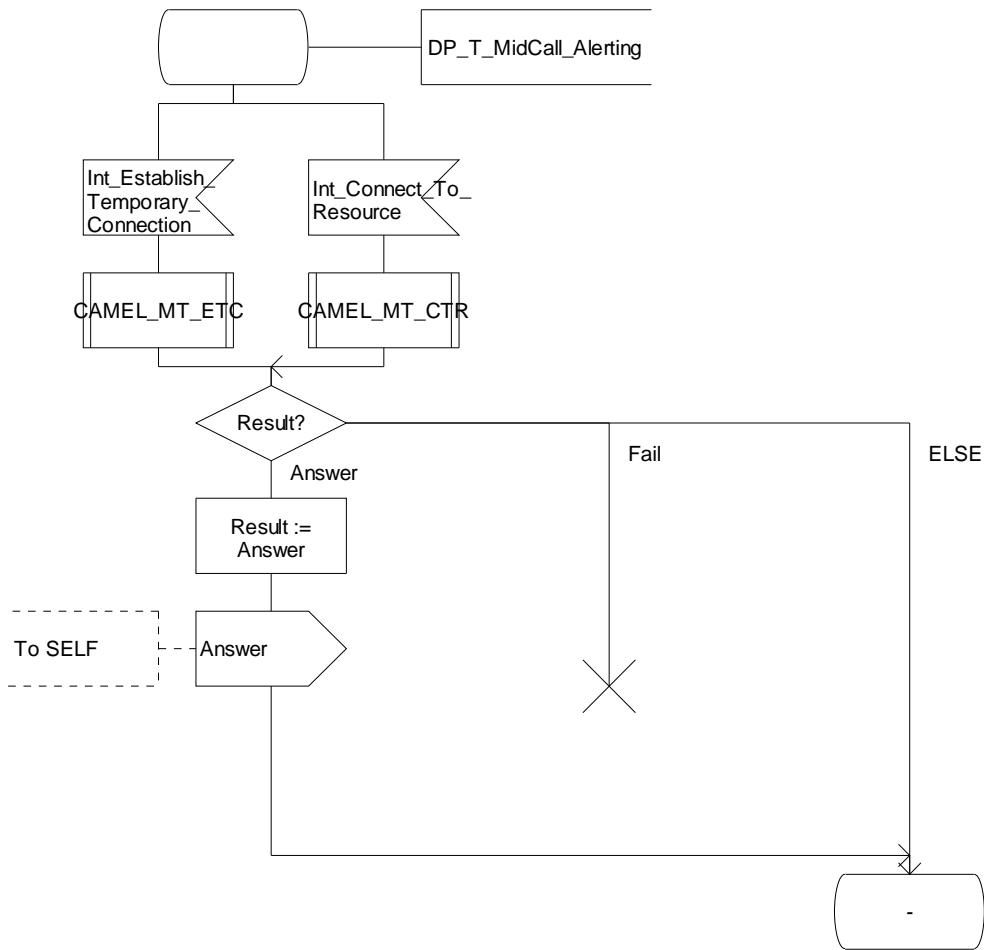 DP_T_MidCall_Alerting
Int_Establish_
Temporary_
Connection
Int_Connect_To_
Resource
CAMEL_MT_ETC
CAMEL_MT_CTR
Result?
Fail
ELSE
Answer
Result :=
Answer
To SELF
Answer
-